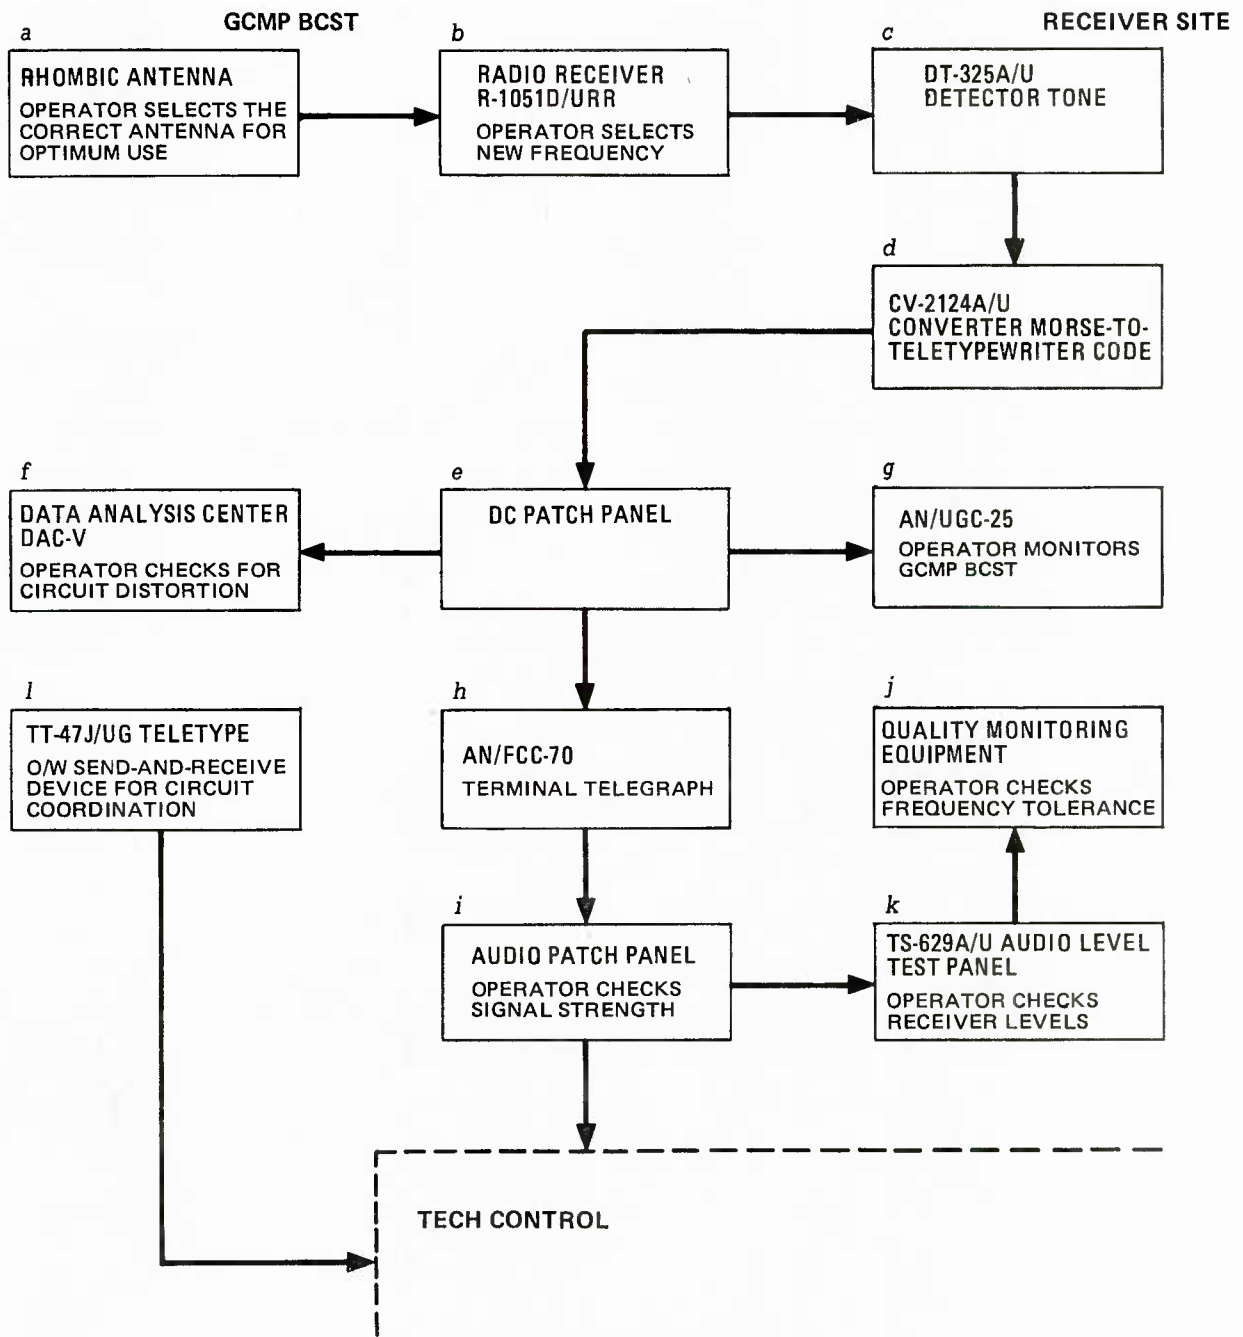 GCMP BCST
RECEIVER SITE
a
RHOMBIC ANTENNA
OPERATOR SELECTS THE
CORRECT ANTENNA FOR
OPTIMUM USE
b
RADIO RECEIVER
R-1051D/URR
OPERATOR SELECTS
NEW FREQUENCY
c
DT-325A/U
DETECTOR TONE
d
CV-2124A/U
CONVERTER MORSE-TO-
TELETYPEWRITER CODE
f
DATA ANALYSIS CENTER
DAC-V
OPERATOR CHECKS FOR
CIRCUIT DISTORTION
e
DC PATCH PANEL
g
AN/UGC-25
OPERATOR MONITORS
GCMP BCST
l
TT-47J/UG TELETYPE
O/W SEND-AND-RECEIVE
DEVICE FOR CIRCUIT
COORDINATION
h
AN/FCC-70
TERMINAL TELEGRAPH
j
QUALITY MONITORING
EQUIPMENT
OPERATOR CHECKS
FREQUENCY TOLERANCE
i
AUDIO PATCH PANEL
OPERATOR CHECKS
SIGNAL STRENGTH
k
TS-629A/U AUDIO LEVEL
TEST PANEL
OPERATOR CHECKS
RECEIVER LEVELS
TECH CONTROL